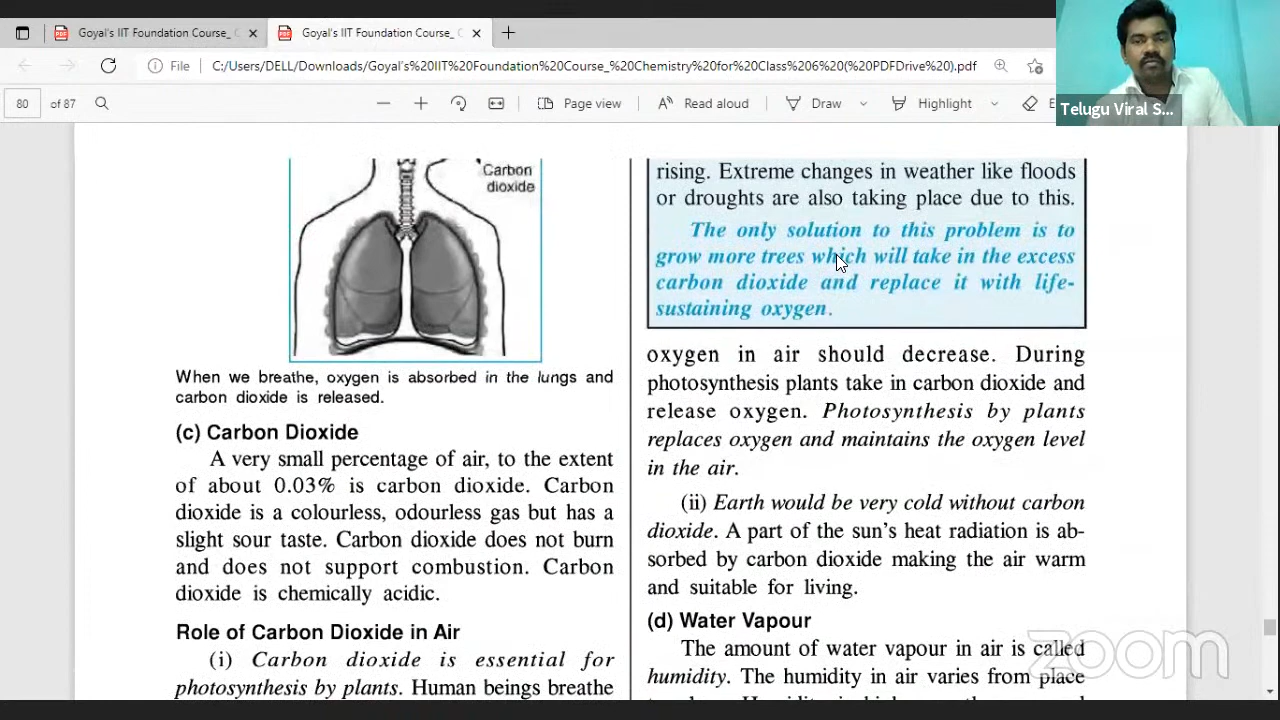 Goyal's IIT Foundation Course_ C
Goyal's IIT Foundation Course_ C
File
C:/Users/DELL/Downloads/Goyal's%20IIT%20Foundation%20Course_%20Chemistry%20for%20Class%206%20(%20PDFDrive%20).pdf
80 of 87
Page view
Read aloud
Draw
Highlight
Telugu Viral S...
Carbon
dioxide
When we breathe, oxygen is absorbed in the lungs and
carbon dioxide is released.
(c) Carbon Dioxide
A very small percentage of air, to the extent
of about 0.03% is carbon dioxide. Carbon
dioxide is a colourless, odourless gas but has a
slight sour taste. Carbon dioxide does not burn
and does not support combustion. Carbon
dioxide is chemically acidic.
Role of Carbon Dioxide in Air
(i) Carbon dioxide is essential for
photosynthesis by plants. Human beings breathe
rising. Extreme changes in weather like floods
or droughts are also taking place due to this.
The only solution to this problem is to
grow more trees which will take in the excess
carbon dioxide and replace it with life-
sustaining oxygen.
oxygen in air should decrease. During
photosynthesis plants take in carbon dioxide and
release oxygen. Photosynthesis by plants
replaces oxygen and maintains the oxygen level
in the air.
(ii) Earth would be very cold without carbon
dioxide. A part of the sun's heat radiation is ab-
sorbed by carbon dioxide making the air warm
and suitable for living.
(d) Water Vapour
The amount of water vapour in air is called
humidity. The humidity in air varies from place
zoom